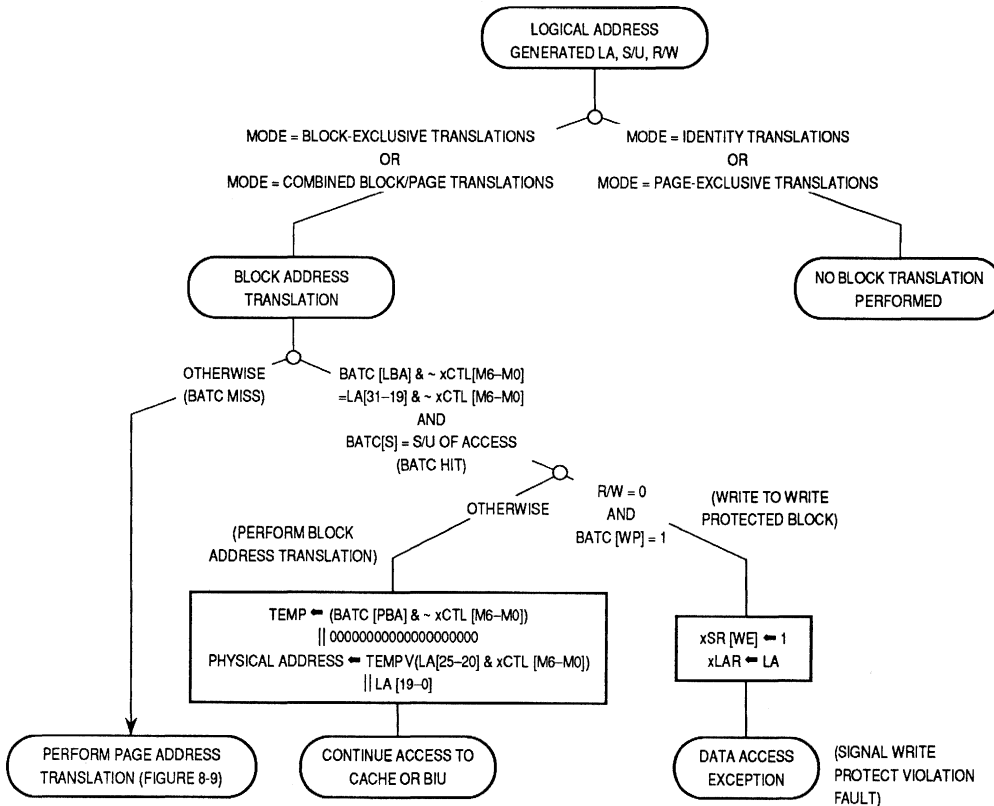 LOGICAL ADDRESS
GENERATED LA, S/U, R/W
MODE = BLOCK-EXCLUSIVE TRANSLATIONS
OR
MODE = COMBINED BLOCK/PAGE TRANSLATIONS
MODE = IDENTITY TRANSLATIONS
OR
MODE = PAGE-EXCLUSIVE TRANSLATIONS
BLOCK ADDRESS
TRANSLATION
NO BLOCK TRANSLATION
PERFORMED
OTHERWISE
(BATC MISS)
BATC [LBA] & ~ xCTL[M6–M0]
=LA[31–19] & ~ xCTL [M6–M0]
AND
BATC[S] = S/U OF ACCESS
(BATC HIT)
OTHERWISE
R/W = 0
AND
BATC [WP] = 1
(WRITE TO WRITE
PROTECTED BLOCK)
(PERFORM BLOCK
ADDRESS TRANSLATION)
TEMP ← (BATC [PBA] & ~ xCTL [M6–M0])
|| 0000000000000000000
PHYSICAL ADDRESS ← TEMP V(LA[25–20] & xCTL [M6–M0])
|| LA [19–0]
xSR [WE] ← 1
xLAR ← LA
PERFORM PAGE ADDRESS
TRANSLATION (FIGURE 8-9)
CONTINUE ACCESS TO
CACHE OR BIU
DATA ACCESS
EXCEPTION
(SIGNAL WRITE
PROTECT VIOLATION
FAULT)